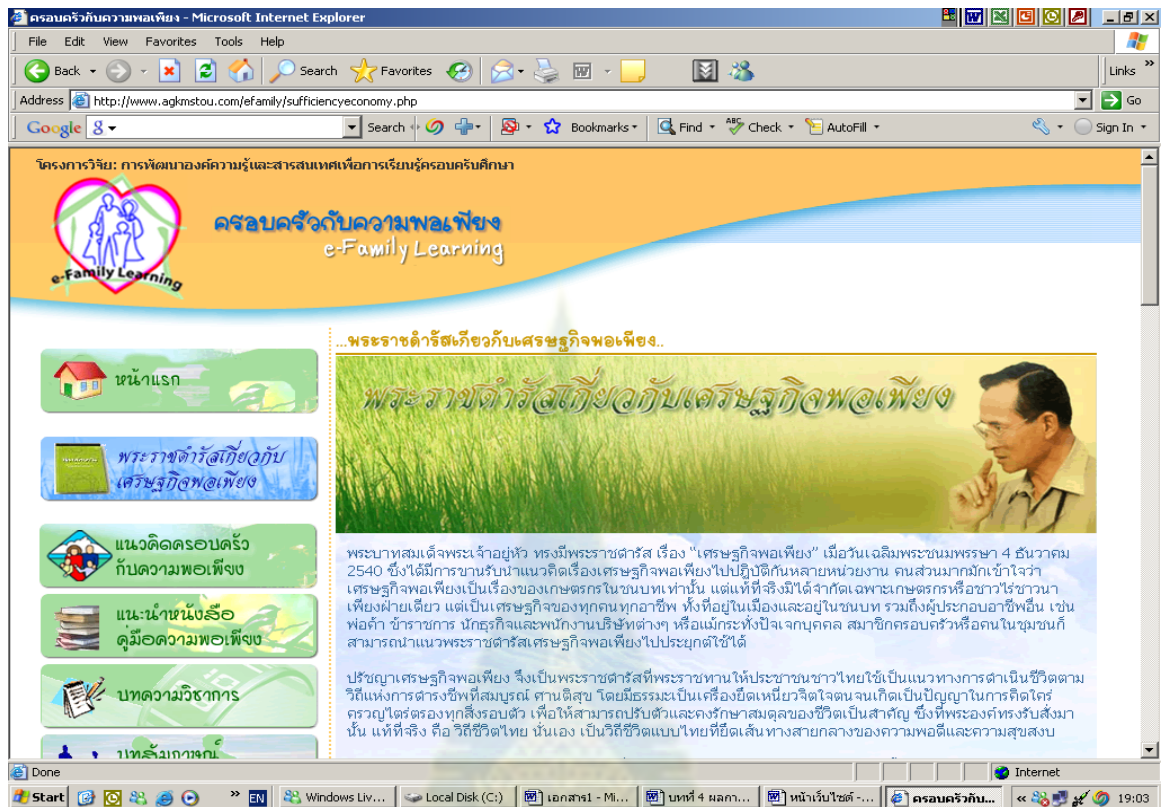 ครอบครัวกับความพอเพียง - Microsoft Internet Explorer
File Edit View Favorites Tools Help
Links
Back Search Favorites
Address http://www.agkmstou.com/efamily/sufficiencyeconomy.php Go
Google Search Bookmarks Find Check AutoFill Sign In
โครงการวิจัย: การพัฒนาองค์ความรู้และสารสนเทศเพื่อการเรียนรู้ครอบครับศึกษา
ครอบครัวกับความพอเพียง
e-Family Learning
e-Family Learning
...พระราชดำรัสเกี่ยวกับเศรษฐกิจพอเพียง..
พระราชดำรัสเกี่ยวกับเศรษฐกิจพอเพียง
หน้าแรก
พระราชดำรัสเกี่ยวกับ
เศรษฐกิจพอเพียง
แนวคิดครอบครัว
กับความพอเพียง
แนะนำหนังสือ
คู่มือความพอเพียง
บทความวิชาการ
บทสัมภาษณ์
พระบาทสมเด็จพระเจ้าอยู่หัว ทรงมีพระราชดำรัส เรื่อง "เศรษฐกิจพอเพียง" เมื่อวันเฉลิมพระชนมพรรษา 4 ธันวาคม
2540 ซึ่งได้มีการขานรับนำแนวคิดเรื่องเศรษฐกิจพอเพียงไปปฏิบัติกันหลายหน่วยงาน คนส่วนมากมักเข้าใจว่า
เศรษฐกิจพอเพียงเป็นเรื่องของเกษตรกรในชนบทเท่านั้น แต่แท้ที่จริงมิได้จำกัดเฉพาะเกษตรกรหรือชาวไร่ชาวนา
เพียงฝ่ายเดียว แต่เป็นเศรษฐกิจของทุกคนทุกอาชีพ ทั้งที่อยู่ในเมืองและอยู่ในชนบท รวมถึงผู้ประกอบอาชีพอื่น เช่น
พ่อค้า ข้าราชการ นักธุรกิจและพนักงานบริษัทต่างๆ หรือแม้กระทั่งปัจเจกบุคคล สมาชิกครอบครัวหรือคนในชุมชนก็
สามารถนำแนวพระราชดำรัสเศรษฐกิจพอเพียงไปประยุกต์ใช้ได้
ปรัชญาเศรษฐกิจพอเพียง จึงเป็นพระราชดำรัสที่พระราชทานให้ประชาชนชาวไทยใช้เป็นแนวทางการดำเนินชีวิตตาม
วิถีแห่งการดำรงชีพที่สมบูรณ์ ศานติสุข โดยมีธรรมะเป็นเครื่องยึดเหนี่ยวจิตใจตนจนเกิดเป็นปัญญาในการคิดใคร่
ครวญไตร่ตรองทุกสิ่งรอบตัว เพื่อให้สามารถปรับตัวและคงรักษาสมดุลของชีวิตเป็นสำคัญ ซึ่งที่พระองค์ทรงรับสั่งมา
นั้น แท้ที่จริง คือ วิถีชีวิตไทย นั่นเอง เป็นวิถีชีวิตแบบไทยที่ยึดเส้นทางสายกลางของความพอดีและความสุขสงบ
Done Internet
Start EN Windows Liv... Local Disk (C:) เอกสาร1 - Mi... บทที่ 4 ผลกา... หน้าเว็บไซต์ -... ครอบครัวกับ... 19:03